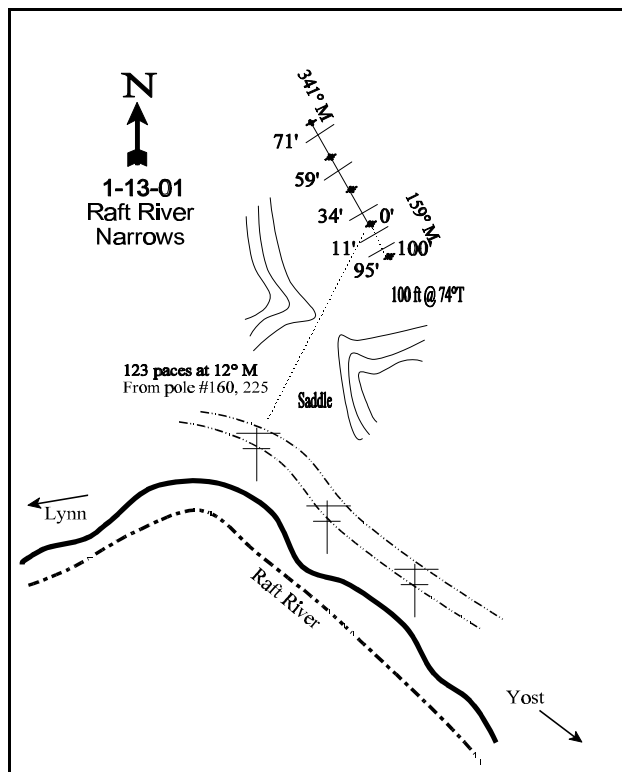 N
1-13-01
Raft River
Narrows
341° M
71'
59'
34'
0'
159° M
11'
100'
95'
100 ft @ 74°T
123 paces at 12° M
From pole #160, 225
Saddle
Lynn
Raft River
Yost